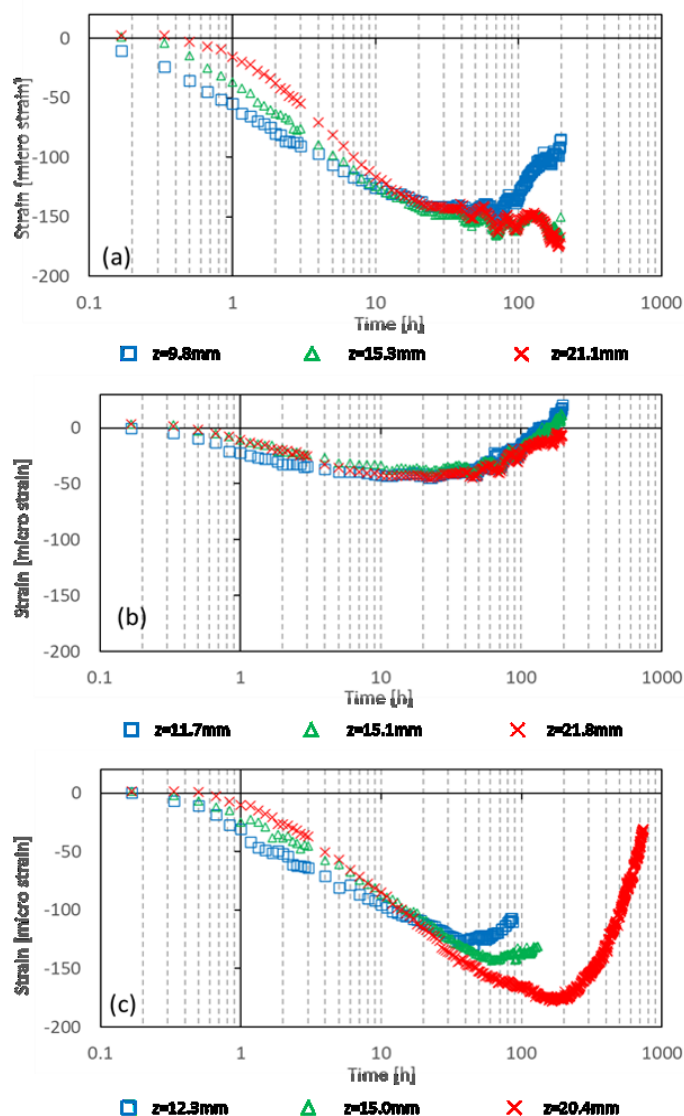 0
-50
-100
-150
-200
Strain [micro strain]
(a)
0.1 1 10 100 1000
Time [h]
z=9.8mm z=15.3mm z=21.1mm
0
-50
-100
-150
-200
Strain [micro strain]
(b)
0.1 1 10 100 1000
Time [h]
z=11.7mm z=15.1mm z=21.8mm
0
-50
-100
-150
-200
Strain [micro strain]
(c)
0.1 1 10 100 1000
Time [h]
z=12.3mm z=15.0mm z=20.4mm